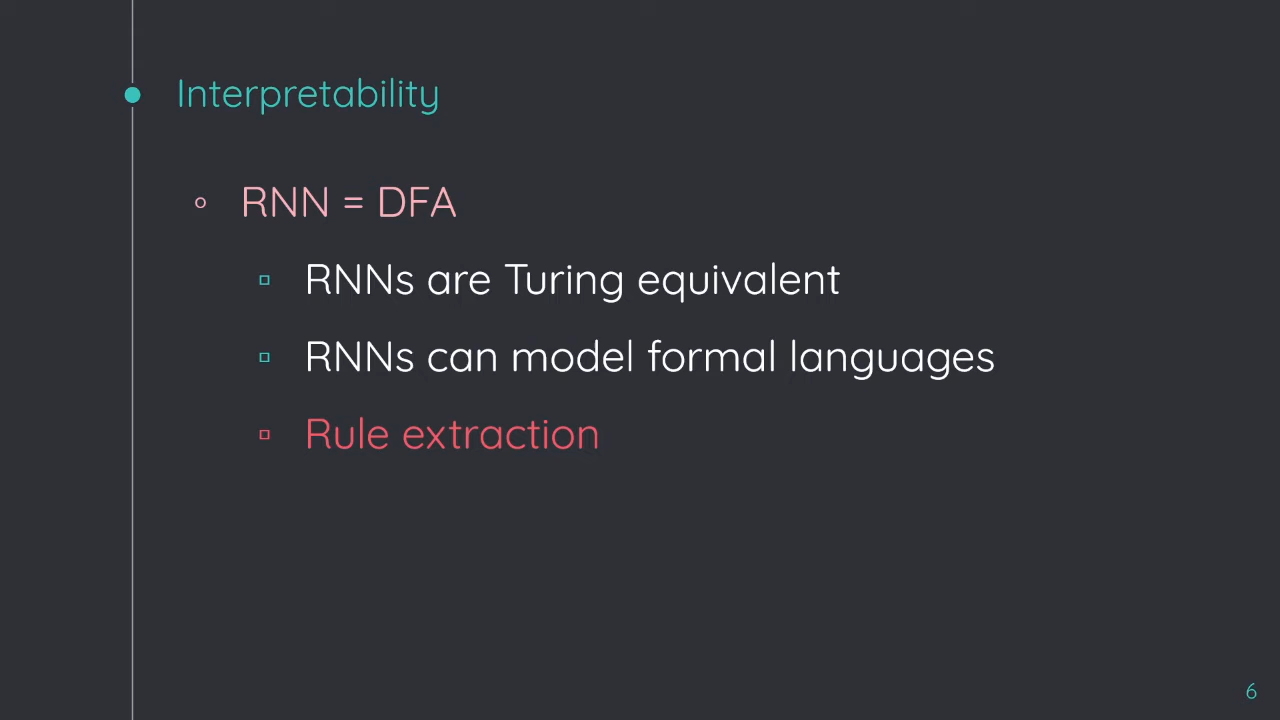 Interpretability
RNN = DFA
RNNs are Turing equivalent
RNNs can model formal languages
Rule extraction
6